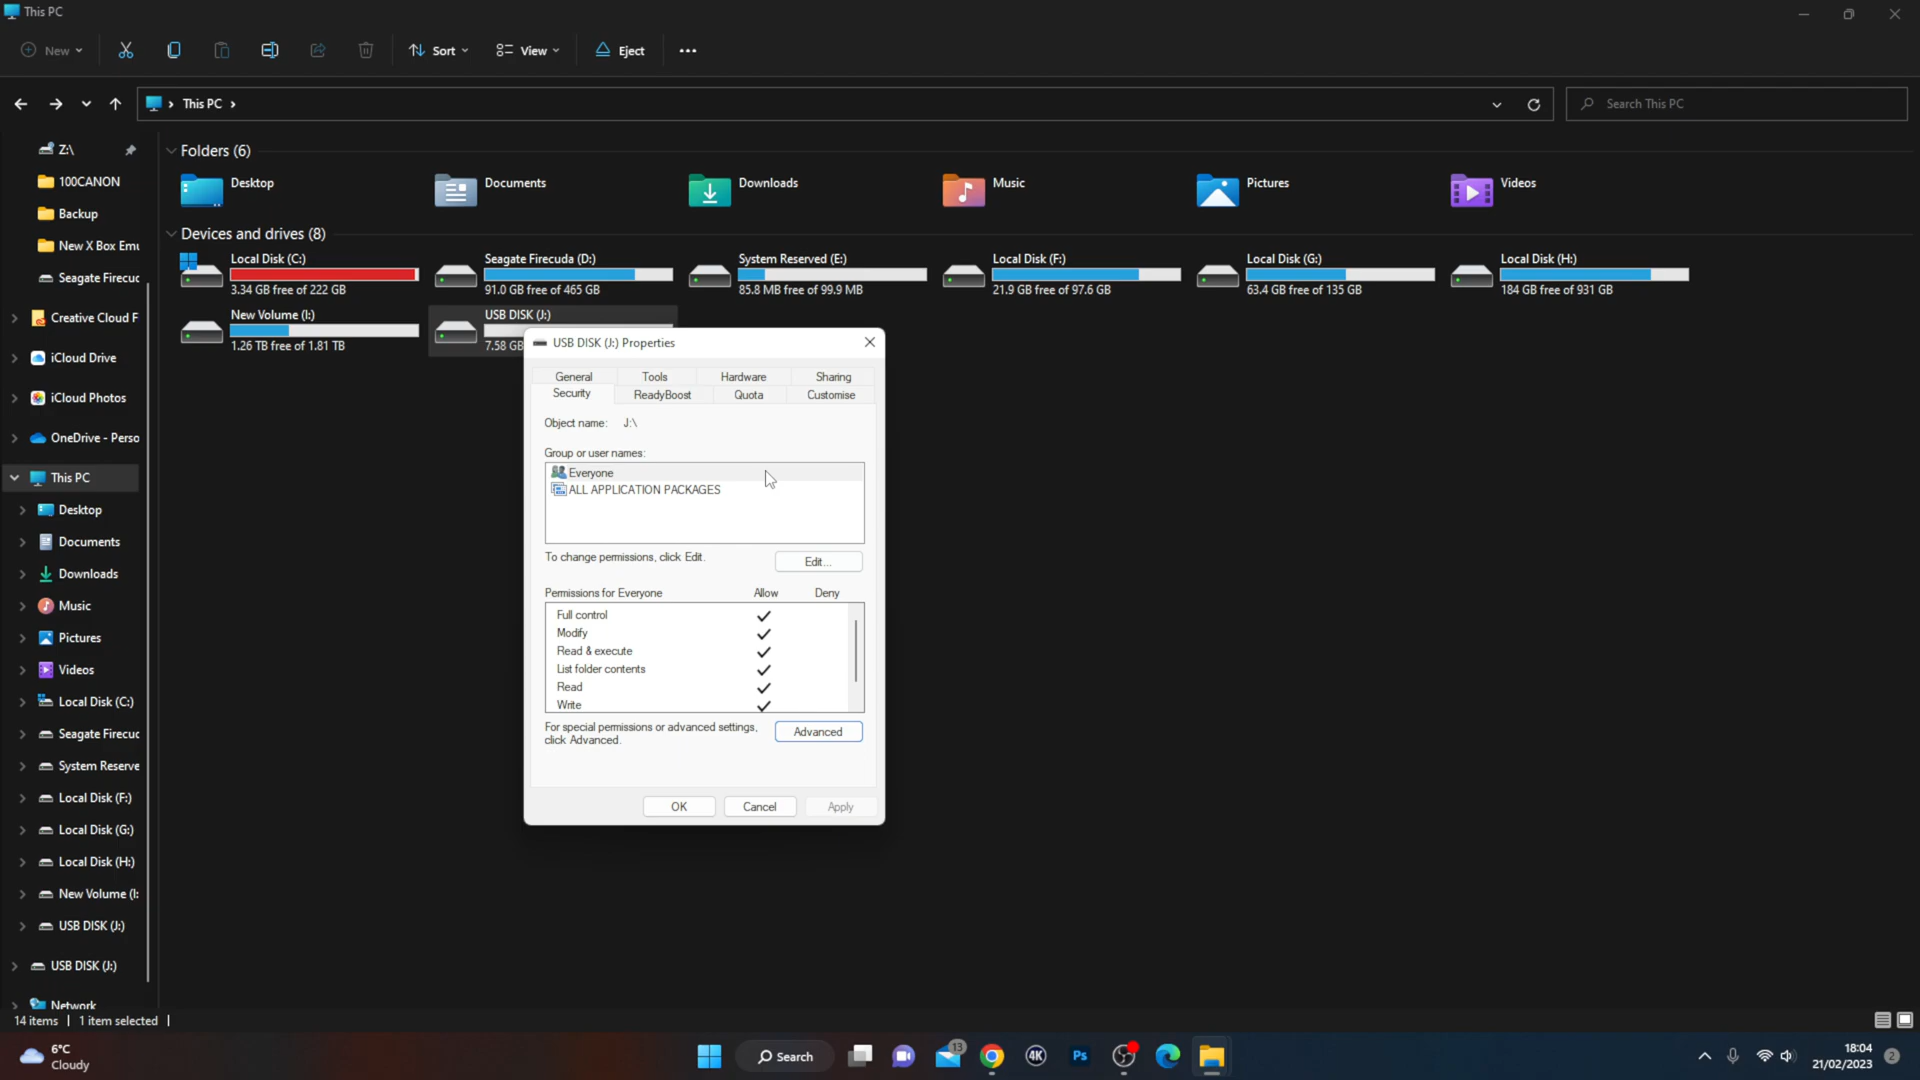 This PC
New
Sort
View
Eject
This PC
Search This PC
Z:\
100CANON
Backup
New X Box Emu
Seagate Firecuc
Creative Cloud F
iCloud Drive
iCloud Photos
OneDrive - Perso
This PC
Desktop
Documents
Downloads
Music
Pictures
Videos
Local Disk (C:)
Seagate Firecuc
System Reserve
Local Disk (F:)
Local Disk (G:)
Local Disk (H:)
New Volume (I:
USB DISK (J:)
USB DISK (J:)
Network
Folders (6)
Desktop
Documents
Downloads
Music
Pictures
Videos
Devices and drives (8)
Local Disk (C:)
3.34 GB free of 222 GB
Seagate Firecuda (D:)
91.0 GB free of 465 GB
System Reserved (E:)
85.8 MB free of 99.9 MB
Local Disk (F:)
21.9 GB free of 97.6 GB
Local Disk (G:)
63.4 GB free of 135 GB
Local Disk (H:)
184 GB free of 931 GB
New Volume (I:)
1.26 TB free of 1.81 TB
USB DISK (J:)
7.58 GB
USB DISK (J:) Properties
General Tools Hardware Sharing
Security ReadyBoost Quota Customise
Object name: J:\
Group or user names:
Everyone
ALL APPLICATION PACKAGES
To change permissions, click Edit.
Edit...
Permissions for Everyone Allow Deny
Full control
Modify
Read & execute
List folder contents
Read
Write
For special permissions or advanced settings,
click Advanced.
Advanced
OK Cancel Apply
14 items 1 item selected
6°C
Cloudy
Search
13
4K
Ps
18:04
21/02/2023
2